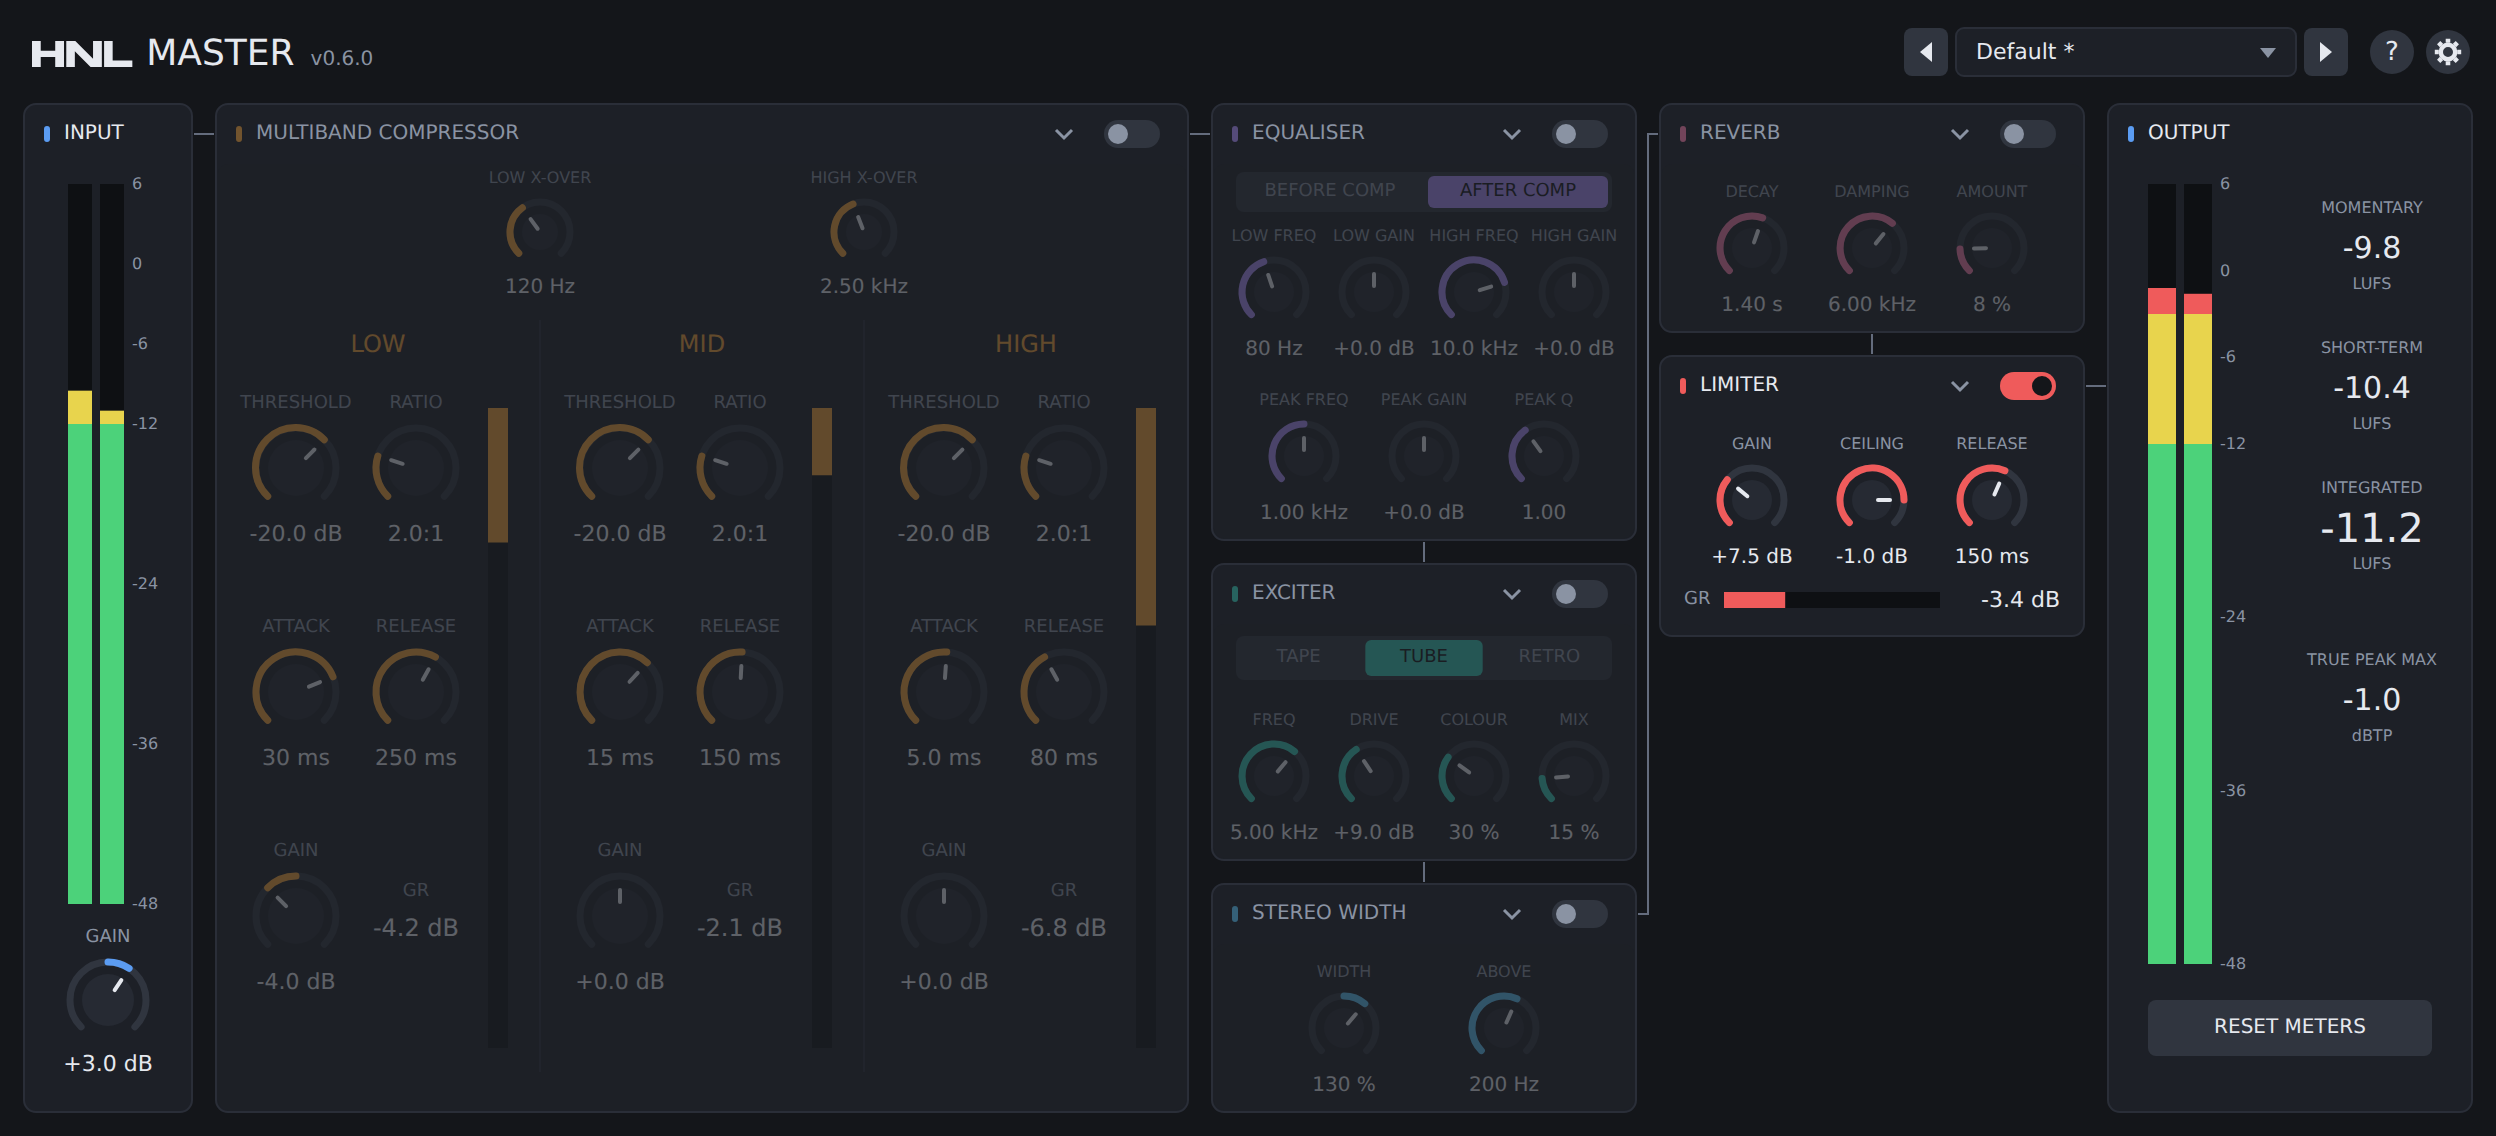 HNL MASTER v0.6.0
Default *
?
INPUT
6
0
-6
-12
-24
-36
-48
GAIN
+3.0 dB
MULTIBAND COMPRESSOR
LOW X-OVER HIGH X-OVER
120 Hz 2.50 kHz
LOW MID HIGH
THRESHOLD RATIO THRESHOLD RATIO THRESHOLD RATIO
-20.0 dB 2.0:1 -20.0 dB 2.0:1 -20.0 dB 2.0:1
ATTACK RELEASE ATTACK RELEASE ATTACK RELEASE
30 ms 250 ms 15 ms 150 ms 5.0 ms 80 ms
GAIN GAIN GAIN
GR GR GR
-4.2 dB -2.1 dB -6.8 dB
-4.0 dB +0.0 dB +0.0 dB
EQUALISER
BEFORE COMP AFTER COMP
LOW FREQ LOW GAIN HIGH FREQ HIGH GAIN
80 Hz +0.0 dB 10.0 kHz +0.0 dB
PEAK FREQ PEAK GAIN PEAK Q
1.00 kHz +0.0 dB 1.00
EXCITER
TAPE TUBE RETRO
FREQ DRIVE COLOUR MIX
5.00 kHz +9.0 dB 30 % 15 %
STEREO WIDTH
WIDTH ABOVE
130 % 200 Hz
REVERB
DECAY DAMPING AMOUNT
1.40 s 6.00 kHz 8 %
LIMITER
GAIN CEILING RELEASE
+7.5 dB -1.0 dB 150 ms
GR -3.4 dB
OUTPUT
6
0
-6
-12
-24
-36
-48
MOMENTARY
-9.8
LUFS
SHORT-TERM
-10.4
LUFS
INTEGRATED
-11.2
LUFS
TRUE PEAK MAX
-1.0
dBTP
RESET METERS